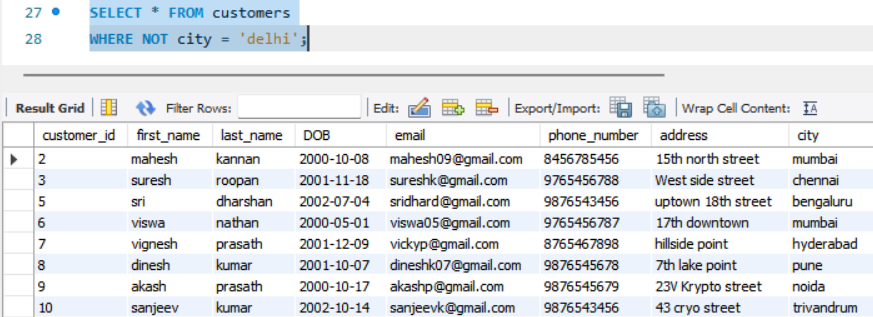 27 SELECT * FROM customers
28 WHERE NOT city = 'delhi';
Result Grid Filter Rows: Edit: Export/Import: Wrap Cell Content:
customer_id first_name last_name DOB email phone_number address city
2 mahesh kannan 2000-10-08 mahesh09@gmail.com 8456785456 15th north street mumbai
3 suresh roopan 2001-11-18 sureshk@gmail.com 9765456788 West side street chennai
5 sri dharshan 2002-07-04 sridhard@gmail.com 9876543456 uptown 18th street bengaluru
6 viswa nathan 2000-05-01 viswa05@gmail.com 9765456787 17th downtown mumbai
7 vignesh prasath 2001-12-09 vickyp@gmail.com 8765467898 hillside point hyderabad
8 dinesh kumar 2001-10-07 dineshk07@gmail.com 9876545678 7th lake point pune
9 akash prasath 2000-10-17 akashp@gmail.com 9876545679 23V Krypto street noida
10 sanjeev kumar 2002-10-14 sanjeevk@gmail.com 9876543456 43 cryo street trivandrum